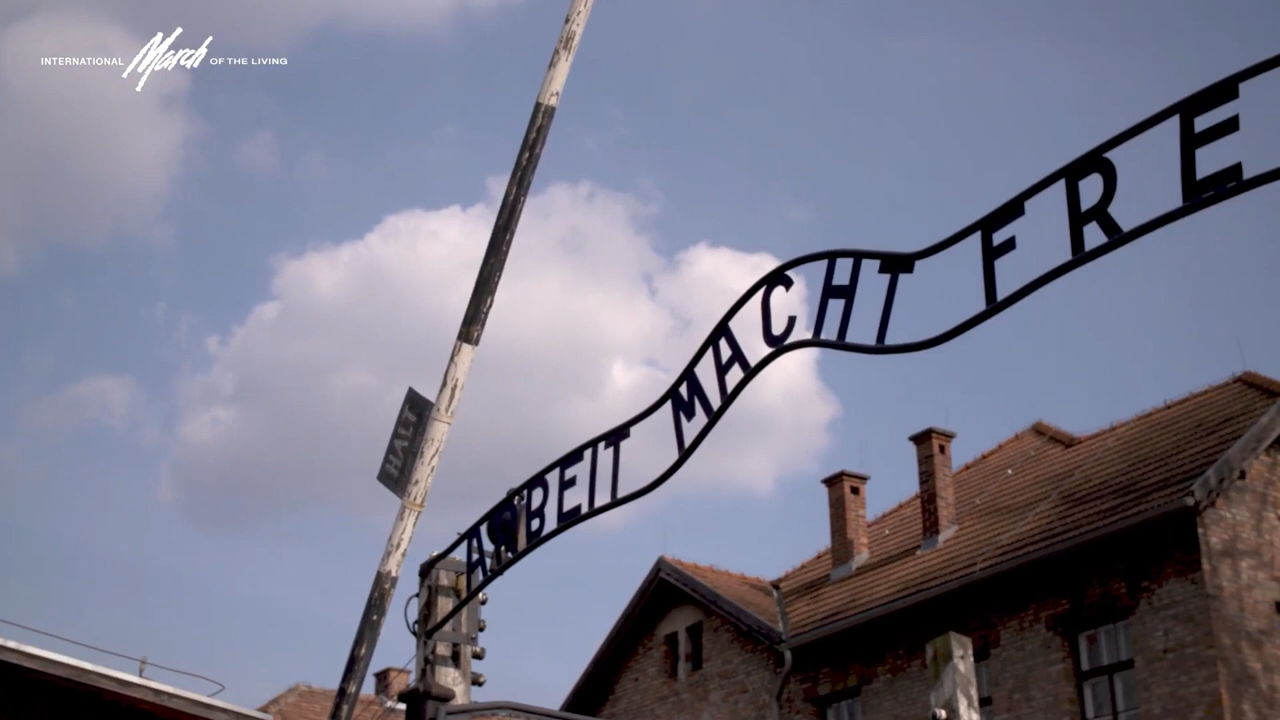 INTERNATIONAL March OF THE LIVING
HALT
ARBEIT MACHT FRE